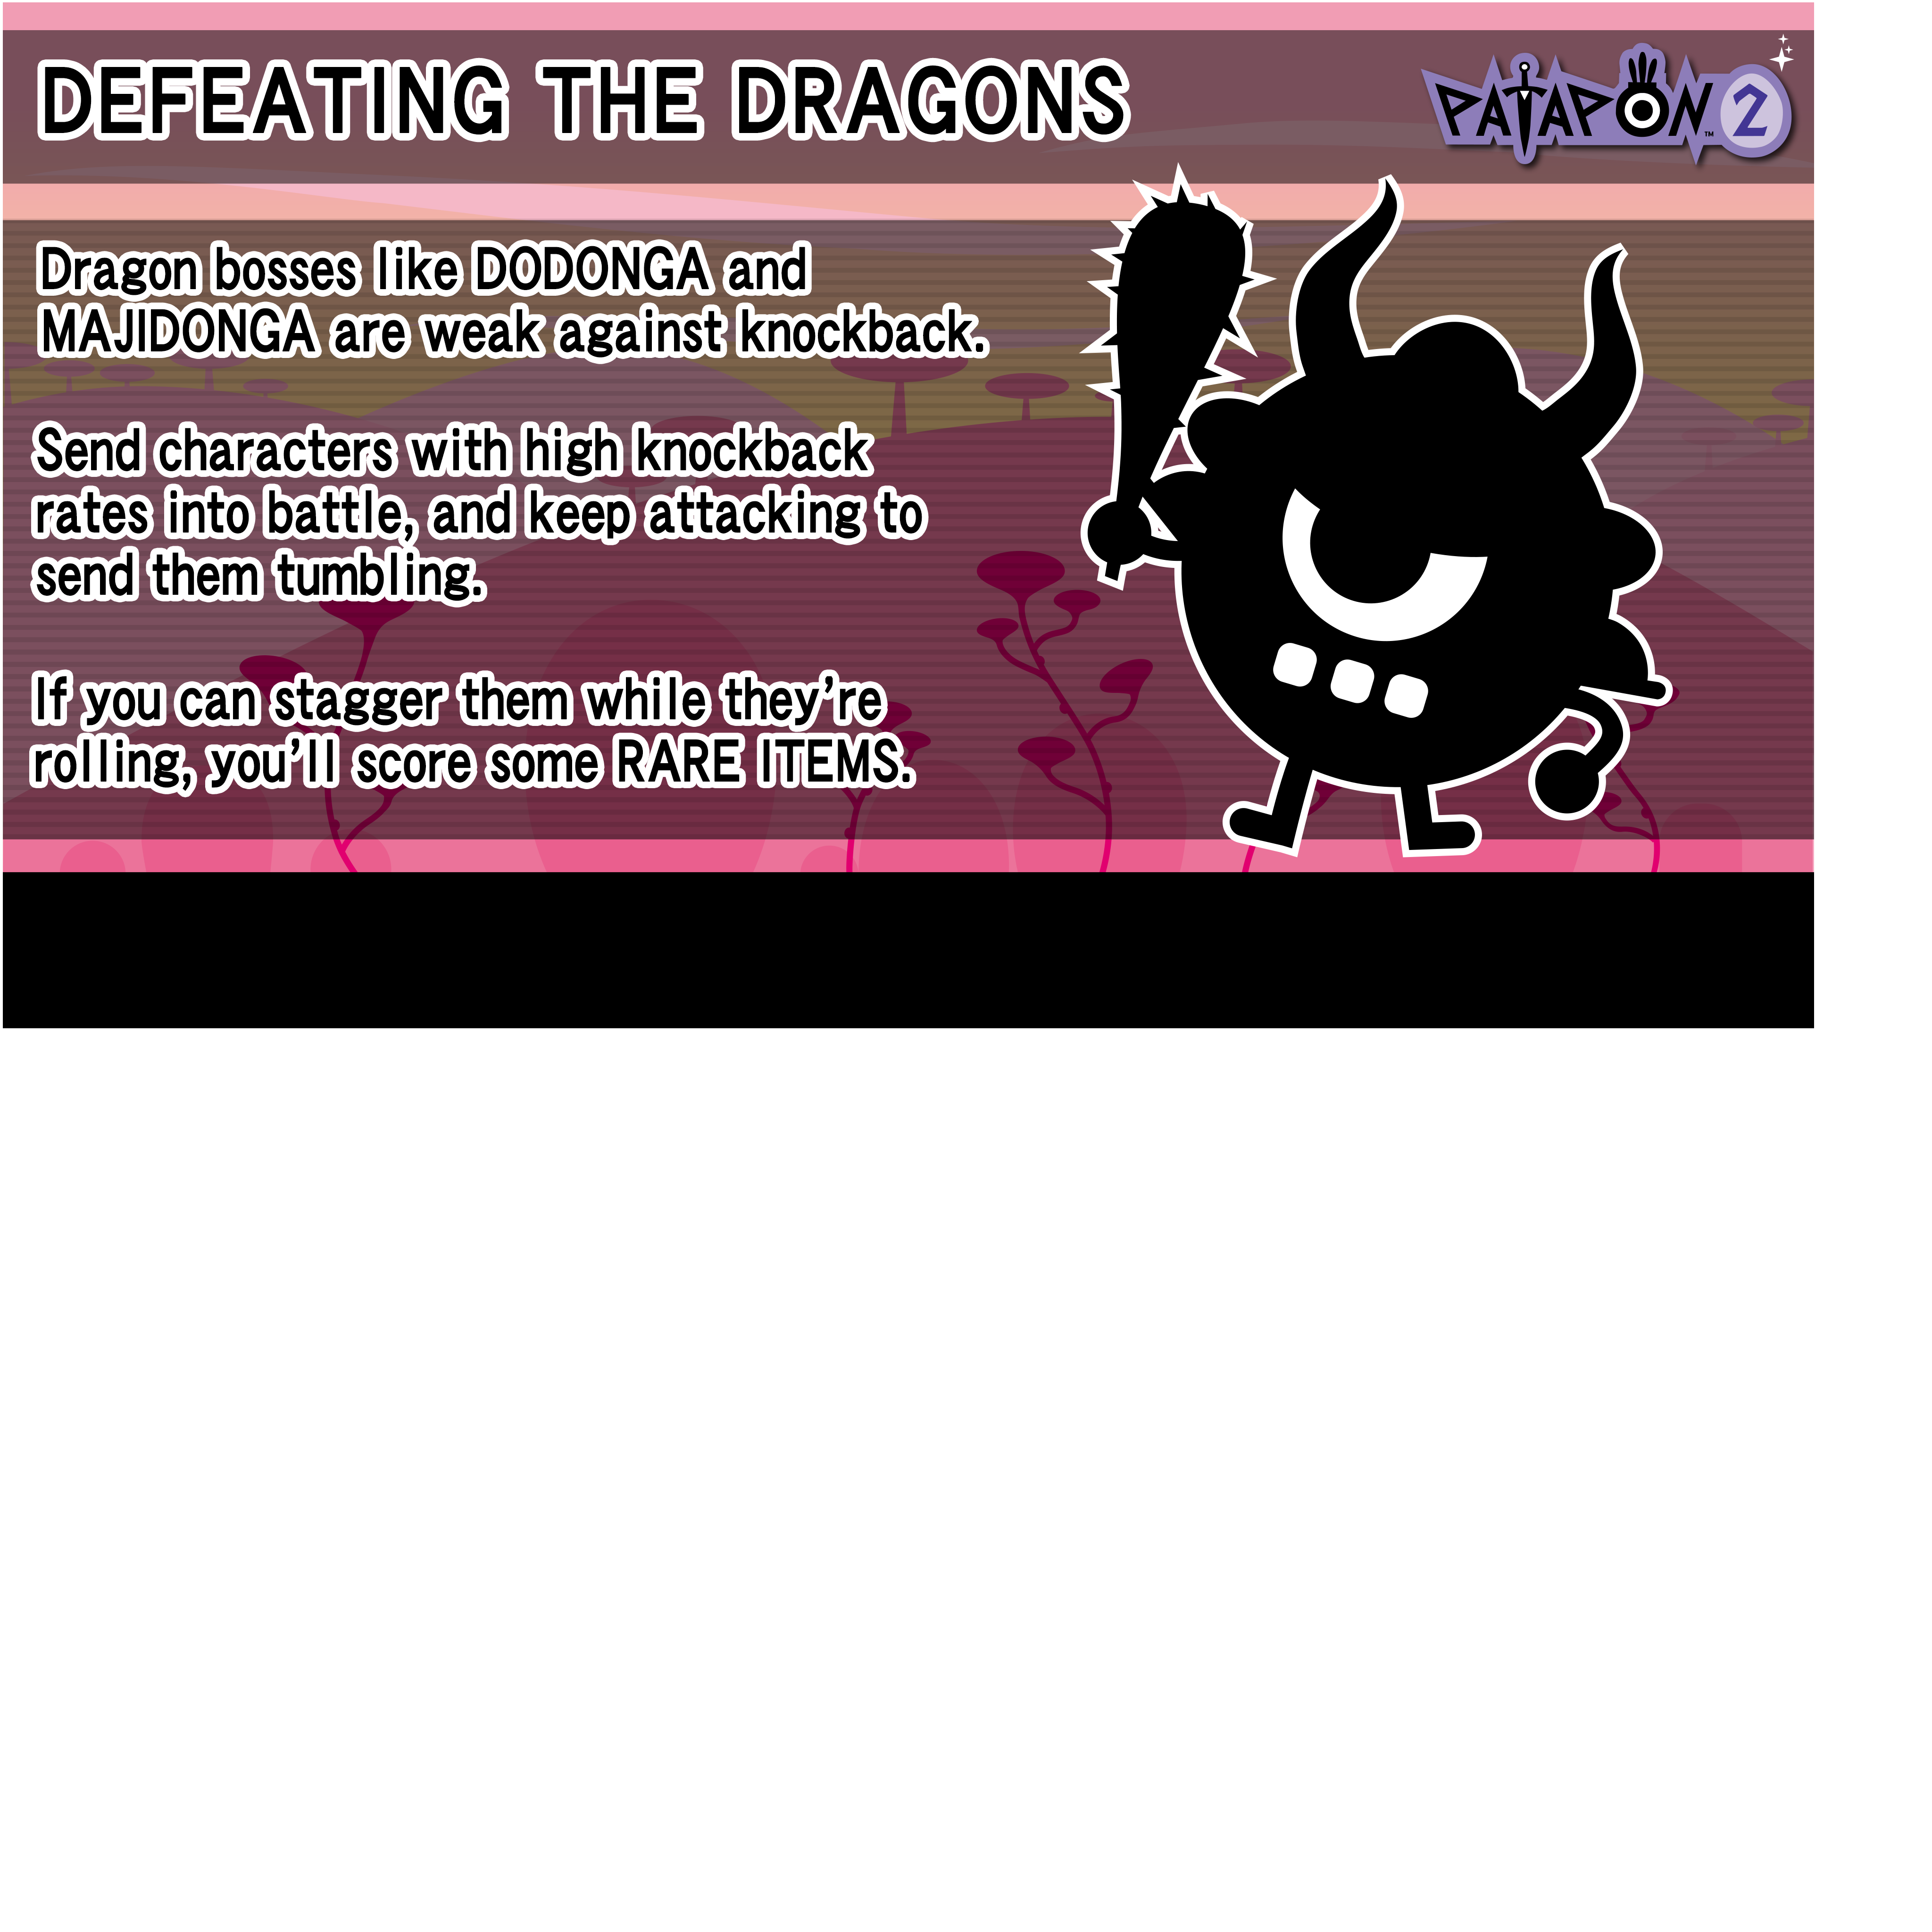 DEFEATING THE DRAGONS
PATAPON™ 2
Dragon bosses like DODONGA and
MAJIDONGA are weak against knockback.
Send characters with high knockback
rates into battle, and keep attacking to
send them tumbling.
If you can stagger them while they're
rolling, you'll score some RARE ITEMS.